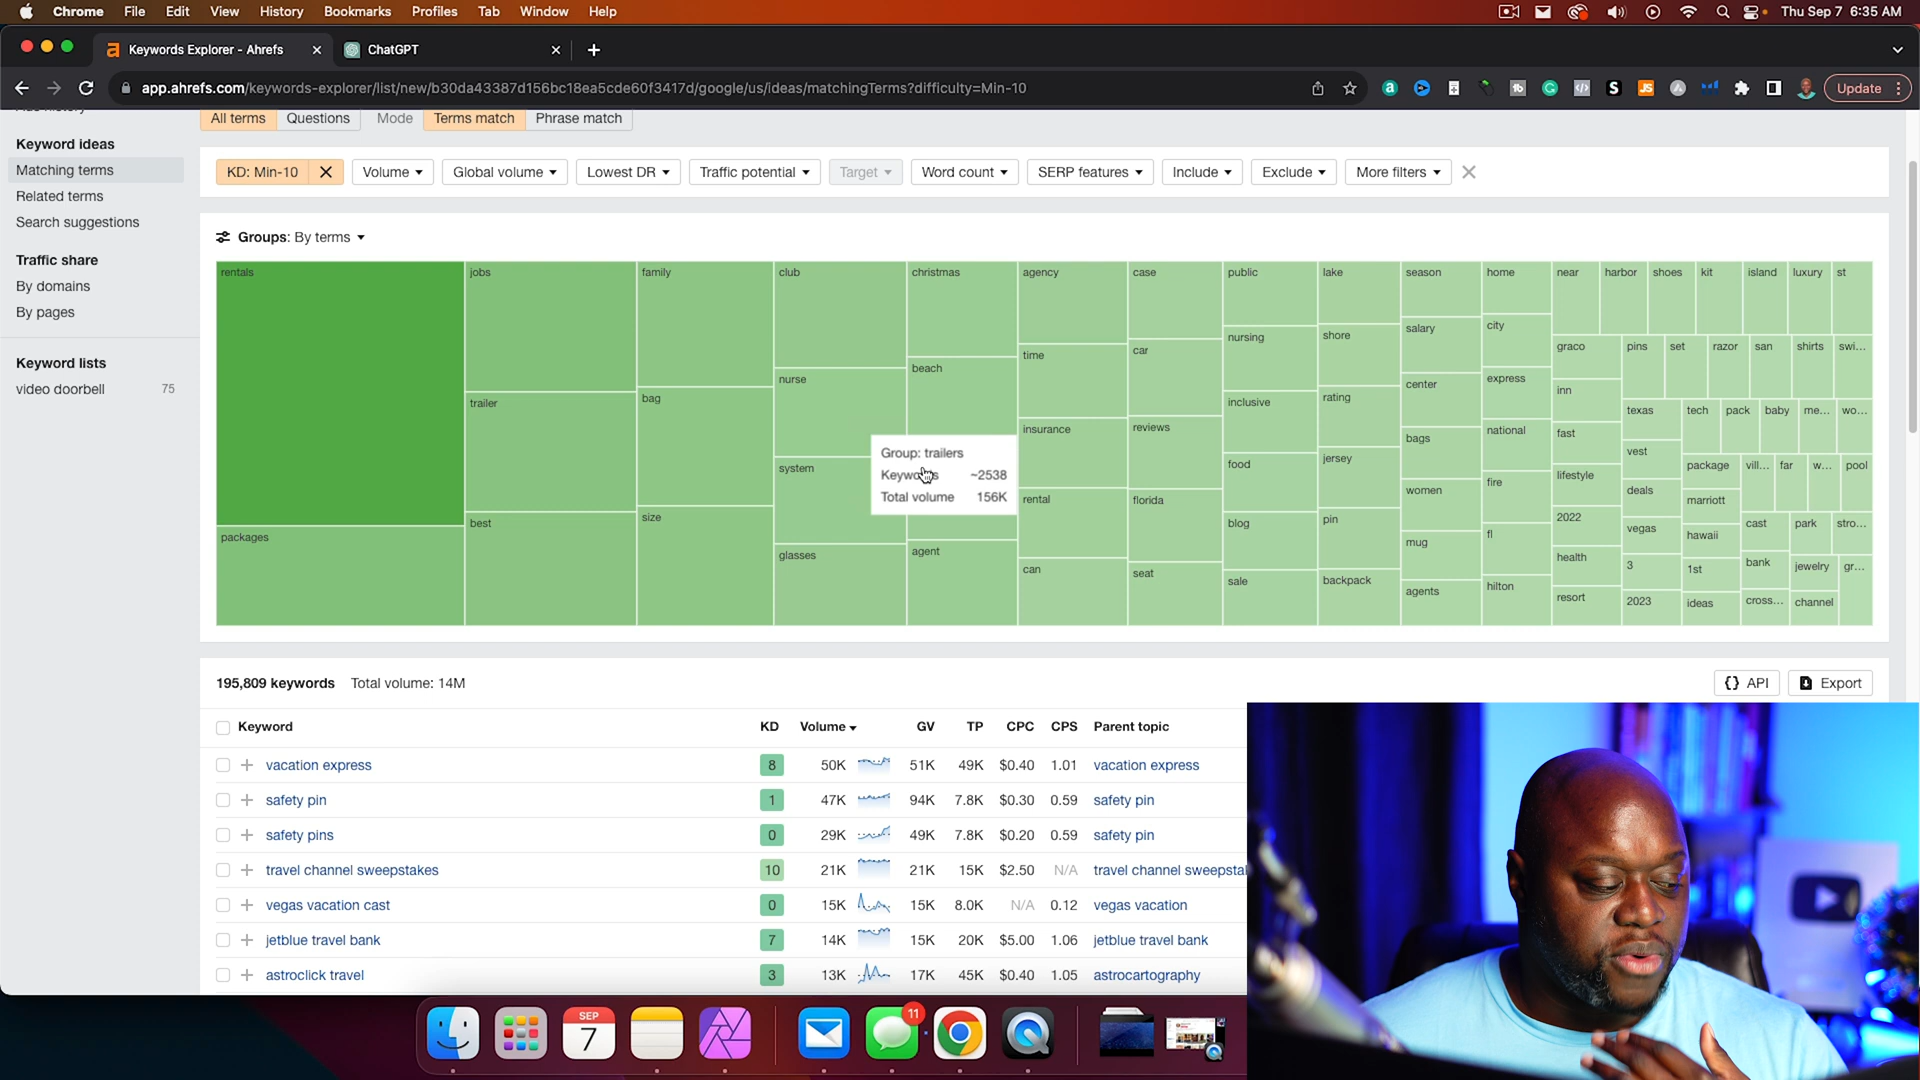 Chrome File Edit View History Bookmarks Profiles Tab Window Help Thu Sep 7 6:35 AM
Keywords Explorer - Ahrefs ChatGPT
app.ahrefs.com/keywords-explorer/list/new/b30da43387d156bc18ea5cde60f3417d/google/us/ideas/matchingTerms?difficulty=Min-10 Update
All terms Questions Mode Terms match Phrase match
Keyword ideas
Matching terms
Related terms
Search suggestions
Traffic share
By domains
By pages
Keyword lists
video doorbell 75
KD: Min-10 Volume Global volume Lowest DR Traffic potential Target Word count SERP features Include Exclude More filters
Groups: By terms
rentals
packages
jobs
trailer
best
family
bag
size
club
nurse
system
glasses
christmas
beach
agent
Group: trailers
Keywords ~2538
Total volume 156K
agency
time
insurance
rental
can
case
car
reviews
florida
seat
public
nursing
inclusive
food
blog
sale
lake
shore
rating
jersey
pin
backpack
season
salary
center
bags
women
mug
agents
home
city
express
national
fire
fl
hilton
near harbor shoes kit island luxury st
graco
inn
fast
lifestyle
2022
health
resort
pins set razor san shirts swi...
texas
vest
deals
vegas
3
2023
tech pack baby me... wo...
package vill... far w... pool
marriott
hawaii
1st
ideas
cast park stro...
bank jewelry gr...
cross... channel
195,809 keywords Total volume: 14M API Export
Keyword KD Volume GV TP CPC CPS Parent topic
vacation express 8 50K 51K 49K $0.40 1.01 vacation express
safety pin 1 47K 94K 7.8K $0.30 0.59 safety pin
safety pins 0 29K 49K 7.8K $0.20 0.59 safety pin
travel channel sweepstakes 10 21K 21K 15K $2.50 N/A travel channel sweepsta
vegas vacation cast 0 15K 15K 8.0K N/A 0.12 vegas vacation
jetblue travel bank 7 14K 15K 20K $5.00 1.06 jetblue travel bank
astroclick travel 3 13K 17K 45K $0.40 1.05 astrocartography
SEP
7
11